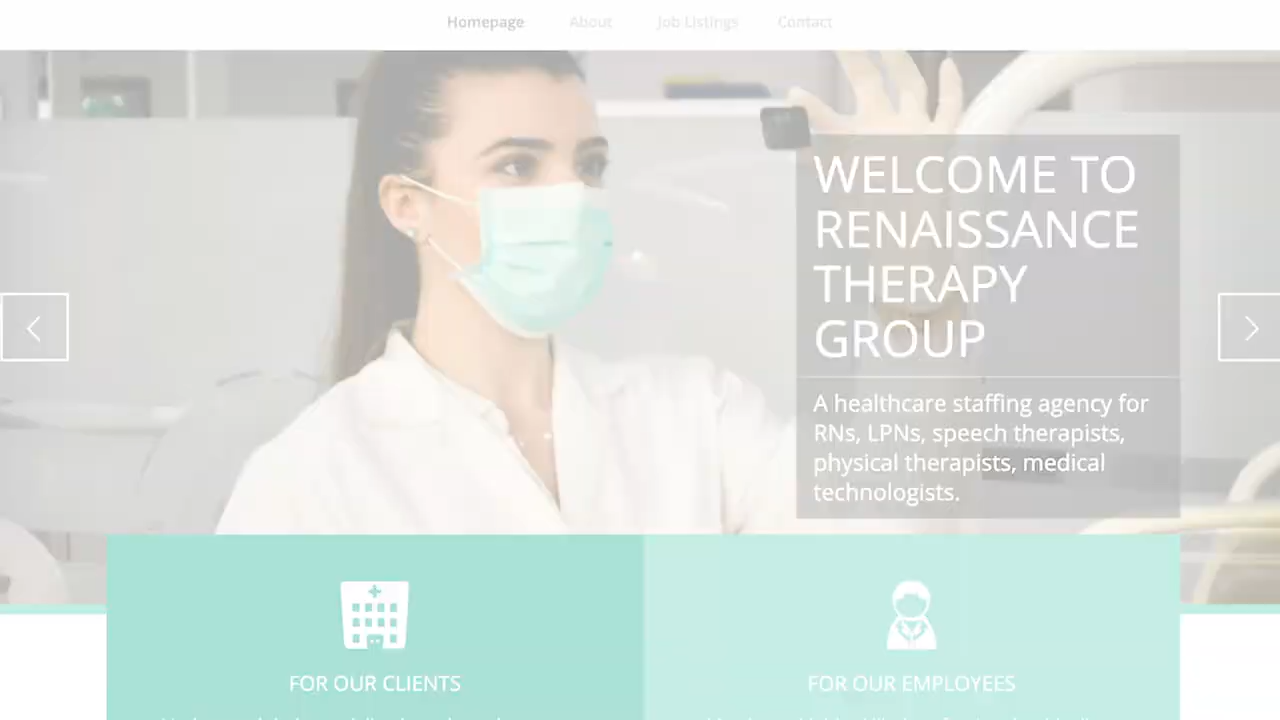 Homepage About Job Listings Contact
WELCOME TO
RENAISSANCE
THERAPY
GROUP
A healthcare staffing agency for
RNs, LPNs, speech therapists,
physical therapists, medical
technologists.
FOR OUR CLIENTS
FOR OUR EMPLOYEES